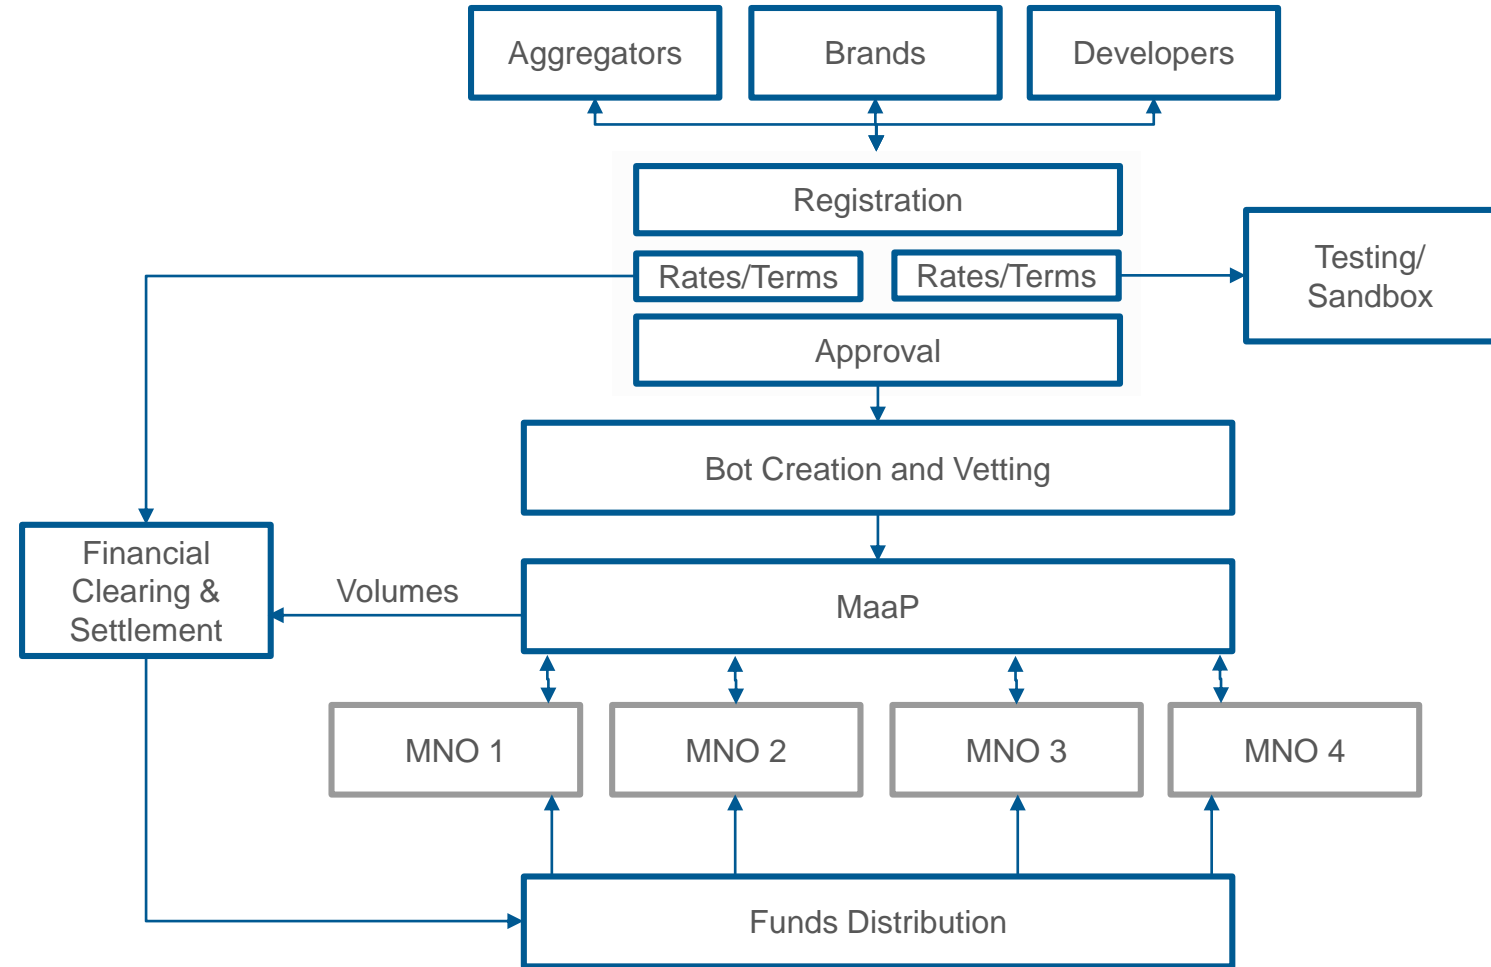 Aggregators
Brands
Developers
Registration
Rates/Terms
Rates/Terms
Testing/
Sandbox
Approval
Bot Creation and Vetting
Financial
Clearing &
Settlement
Volumes
MaaP
MNO 1
MNO 2
MNO 3
MNO 4
Funds Distribution